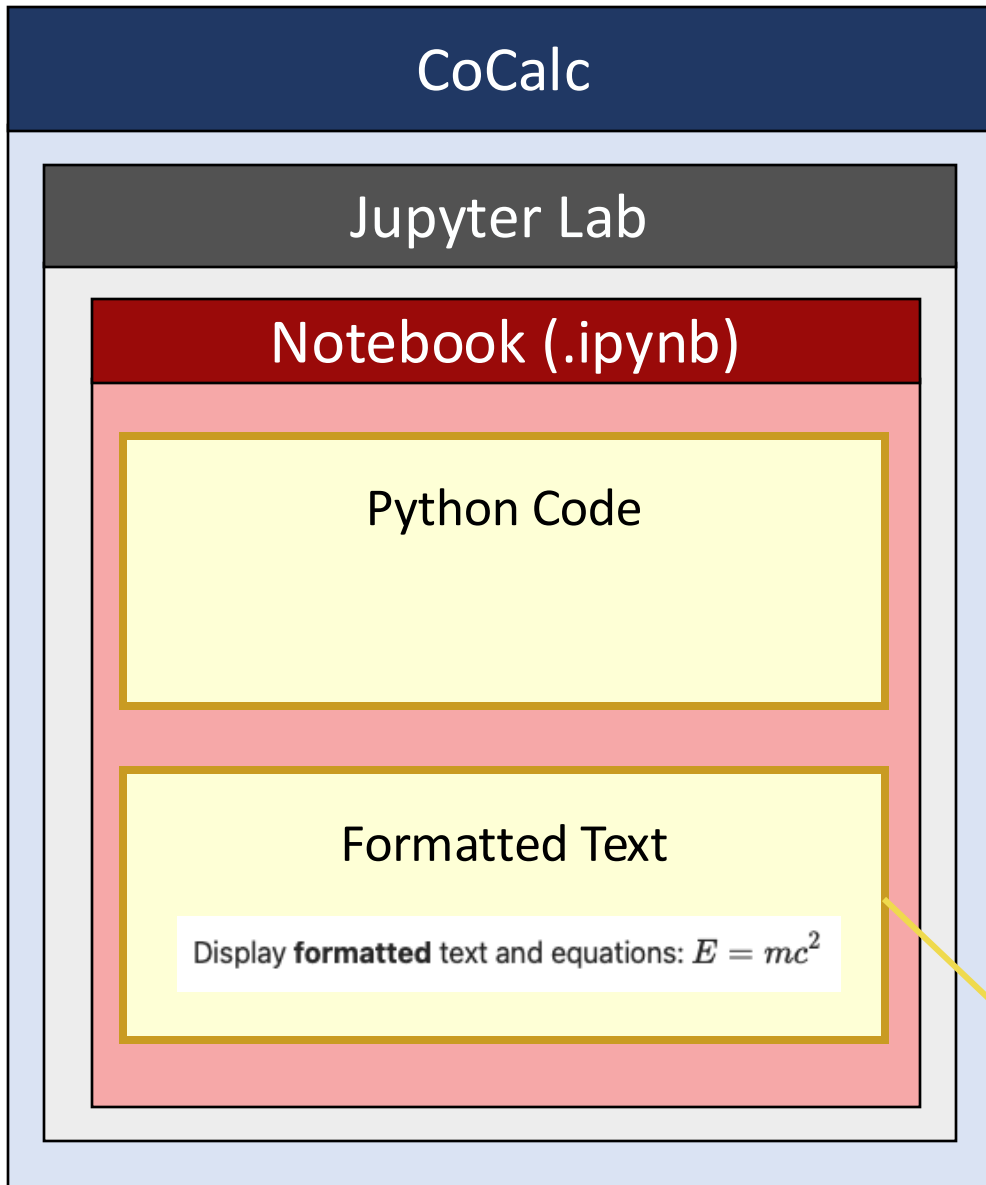 CoCalc
Jupyter Lab
Notebook (.ipynb)
Python Code
Formatted Text
Display formatted text and equations: E = mc²